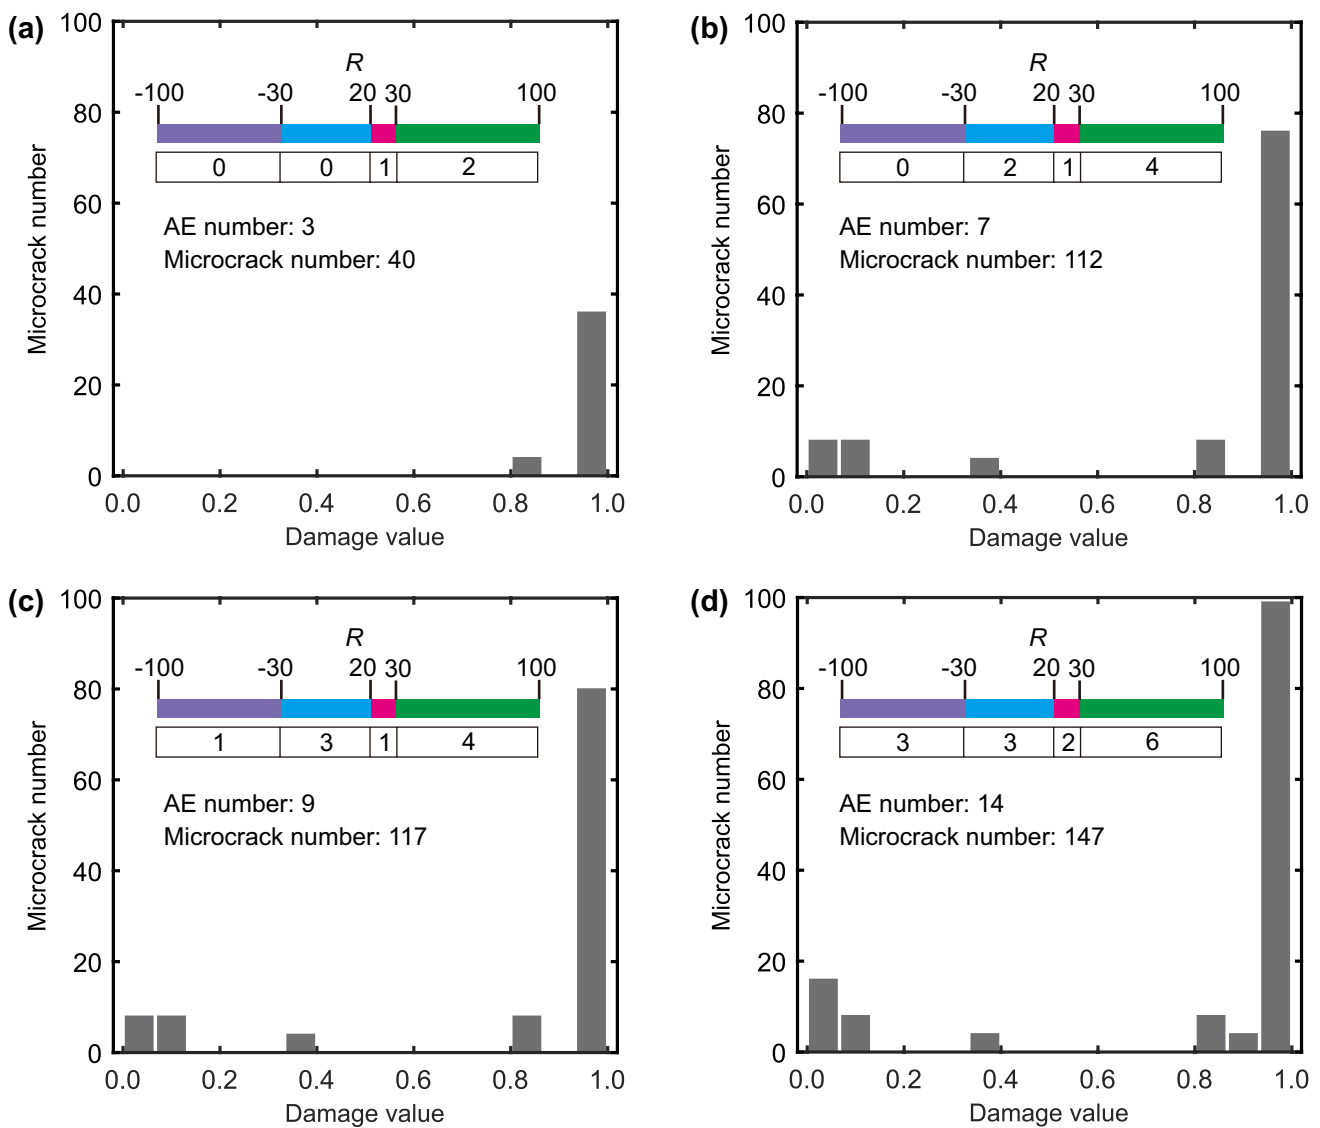 (a)
Microcrack number
100
80
60
40
20
0
R
-100 -30 20 30 100
0 0 1 2
AE number: 3
Microcrack number: 40
0.0 0.2 0.4 0.6 0.8 1.0
Damage value
(b)
Microcrack number
100
80
60
40
20
0
R
-100 -30 20 30 100
0 2 1 4
AE number: 7
Microcrack number: 112
0.0 0.2 0.4 0.6 0.8 1.0
Damage value
(c)
Microcrack number
100
80
60
40
20
0
R
-100 -30 20 30 100
1 3 1 4
AE number: 9
Microcrack number: 117
0.0 0.2 0.4 0.6 0.8 1.0
Damage value
(d)
Microcrack number
100
80
60
40
20
0
R
-100 -30 20 30 100
3 3 2 6
AE number: 14
Microcrack number: 147
0.0 0.2 0.4 0.6 0.8 1.0
Damage value